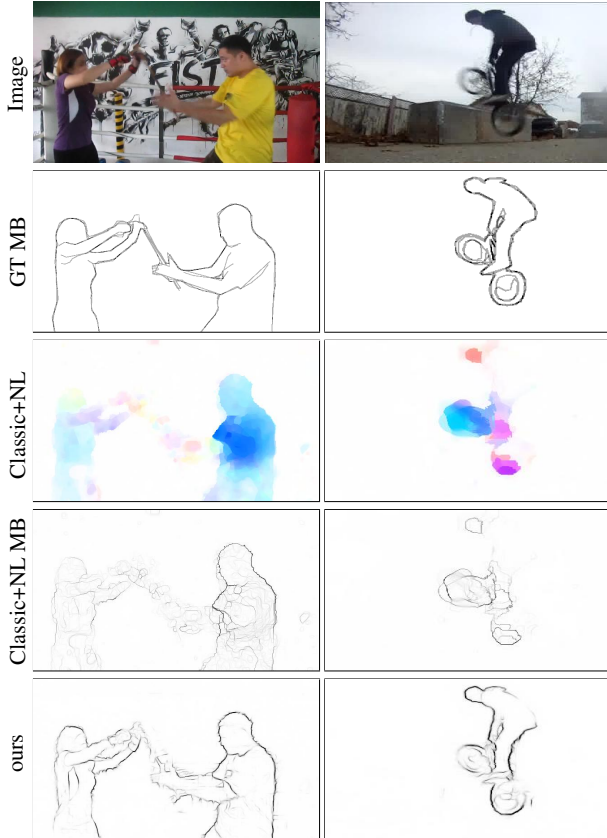 Image
FIST
GT MB
Classic+NL
Classic+NL MB
ours